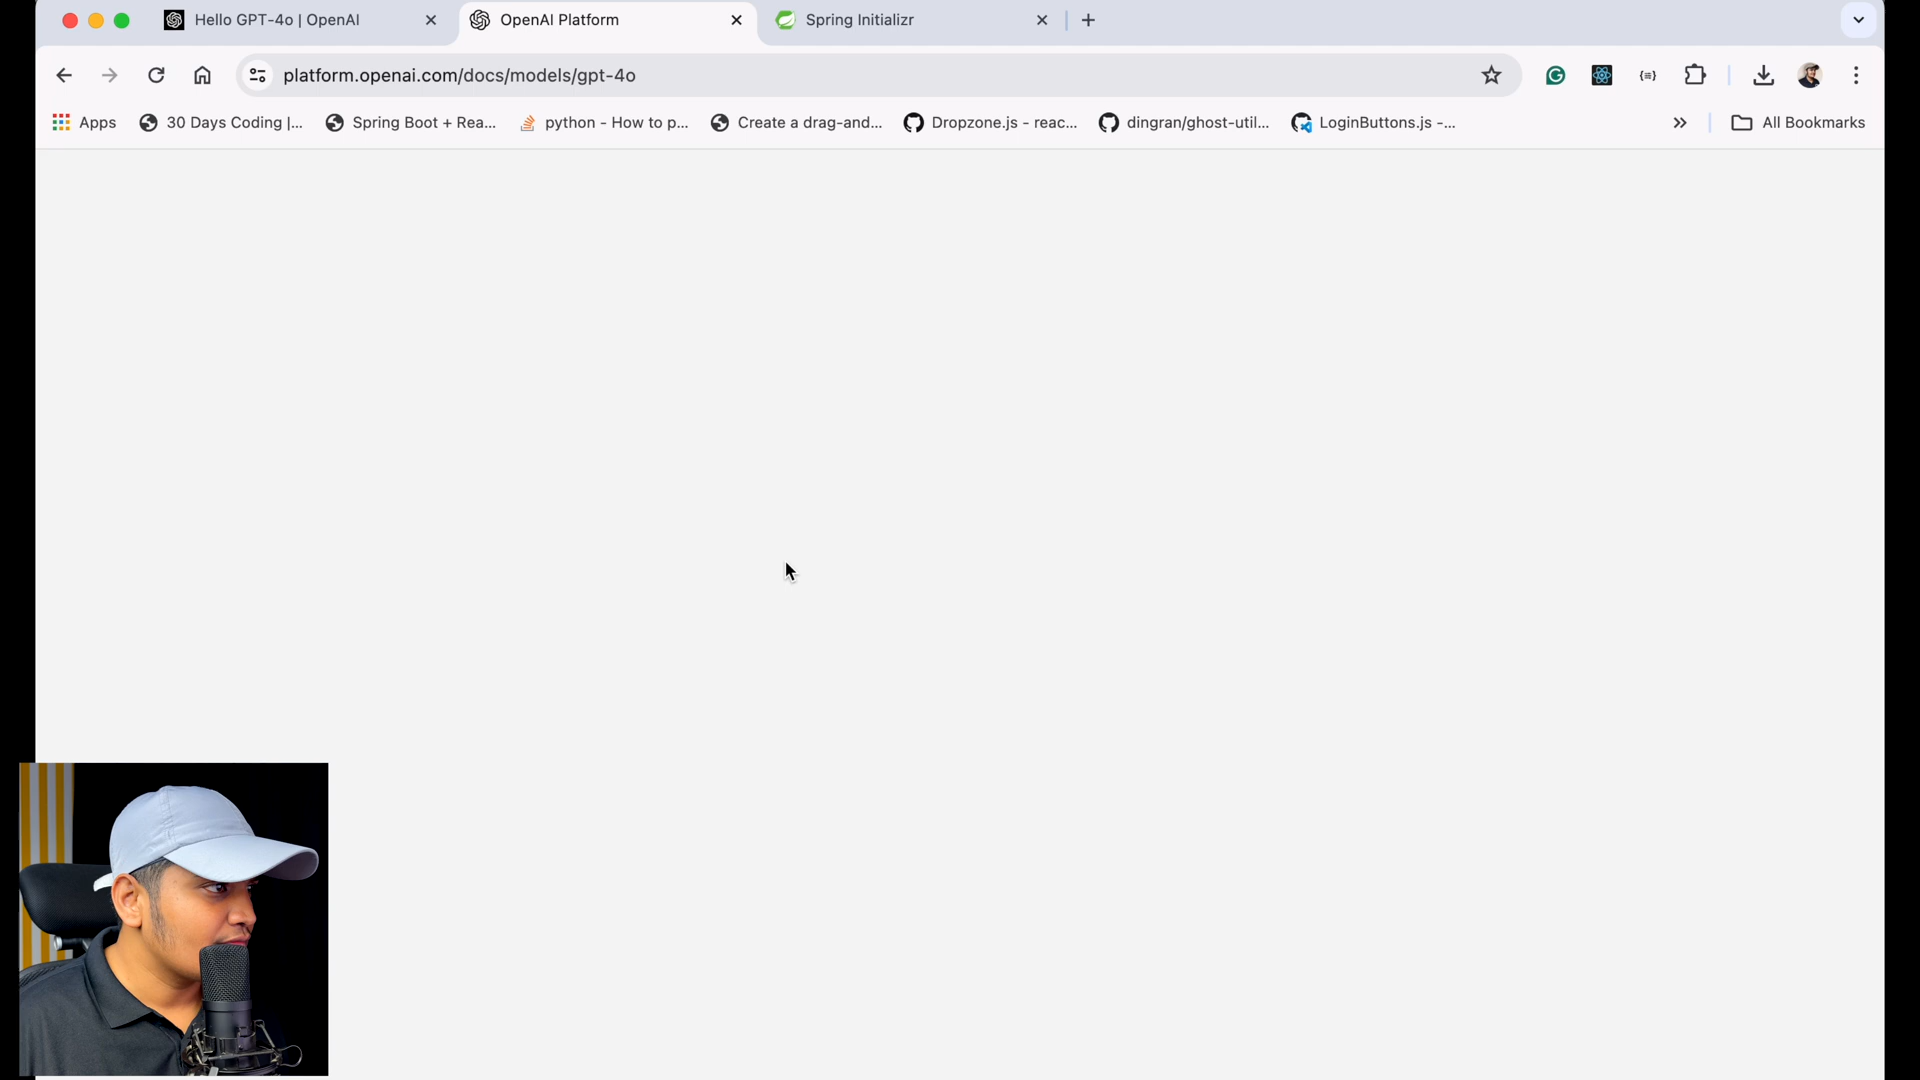 Hello GPT-4o | OpenAI
OpenAI Platform
Spring Initializr
platform.openai.com/docs/models/gpt-4o
Apps
30 Days Coding |...
Spring Boot + Rea...
python - How to p...
Create a drag-and...
Dropzone.js - reac...
dingran/ghost-util...
LoginButtons.js -...
All Bookmarks